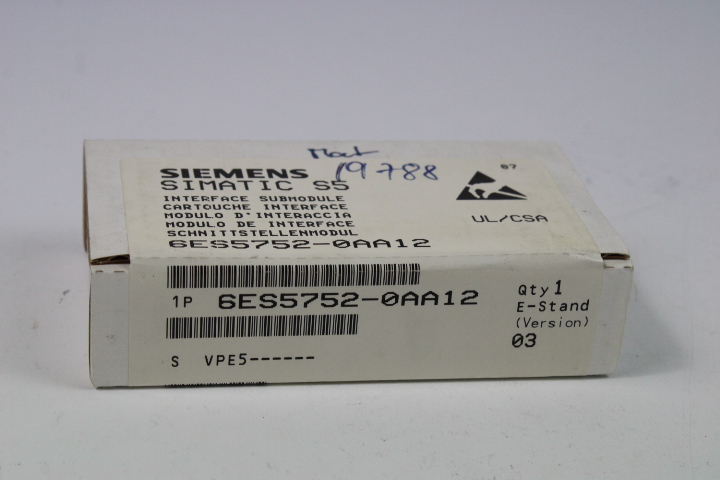 19788
SIEMENS
67
SIMATIC S5
INTERFACE SUBMODULE
CARTOUCHE INTERFACE
MODULO D'INTERACCIA
MODULO DE INTERFACE
SCHNITTSTELLENMODUL
UL/CSA
6ES5752-0AA12
1P 6ES5752-0AA12
Qty 1
E-Stand
(Version)
03
S VPE5------